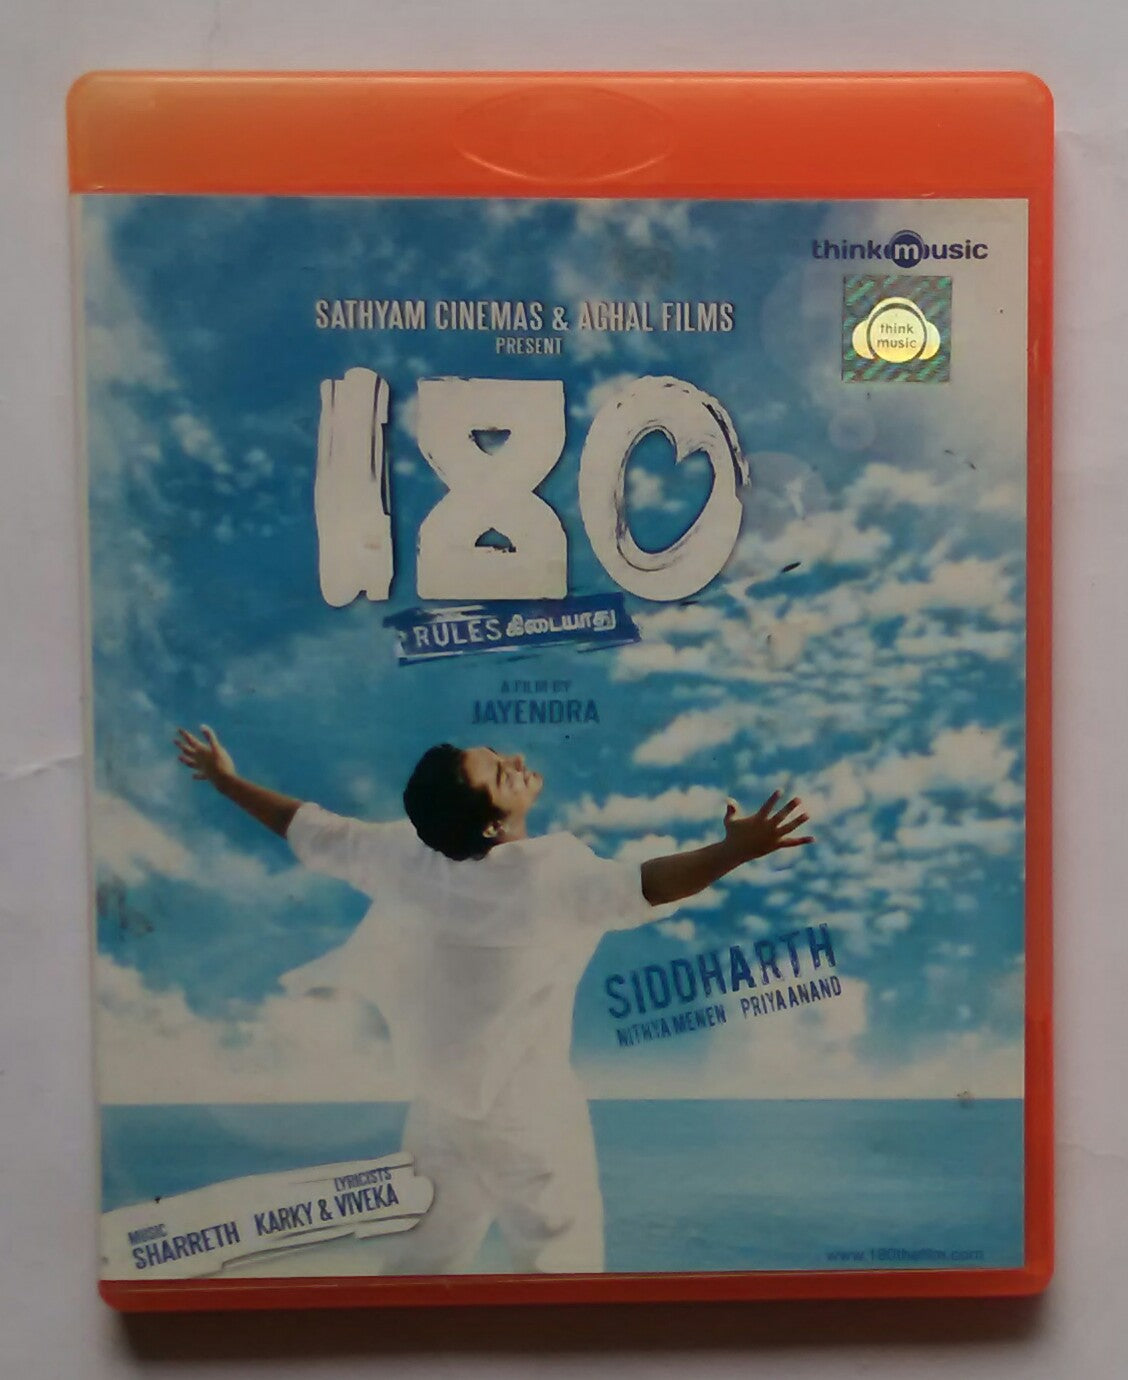 thinkmusic
think
music
SATHYAM CINEMAS & AGHAL FILMS
PRESENT
180
RULES கிடையாது
A FILM BY
JAYENDRA
SIDDHARTH
NITHYA MENEN PRIYA ANAND
LYRICISTS
MUSIC
SHARRETH KARKY & VIVEKA
www.180thefilm.com